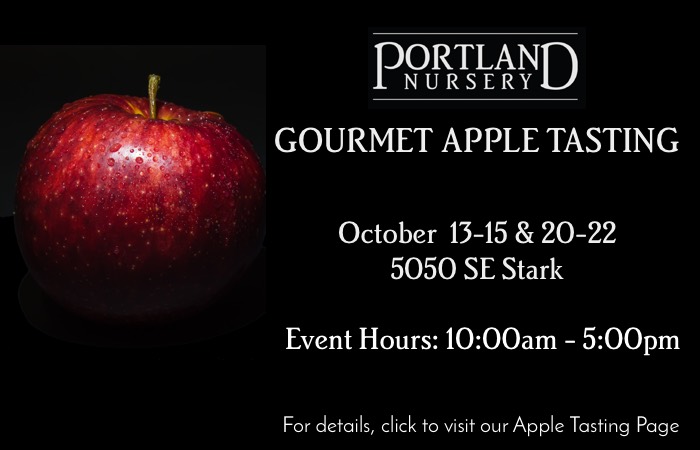 PORTLAND
NURSERY
GOURMET APPLE TASTING
October 13-15 & 20-22
5050 SE Stark
Event Hours: 10:00am - 5:00pm
For details, click to visit our Apple Tasting Page